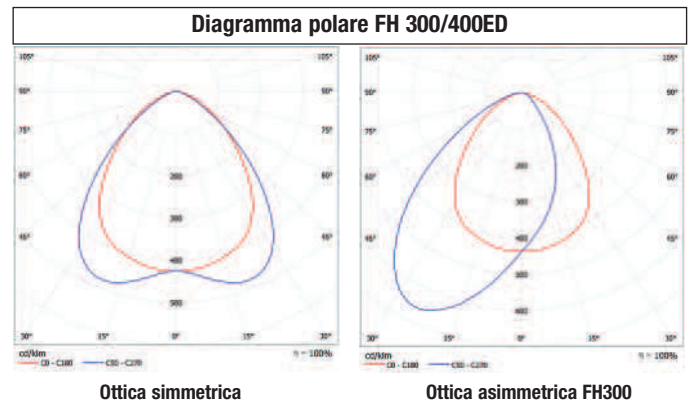 Diagramma polare FH 300/400ED
105° 105°
90° 90°
75° 75°
60° 60°
45° 45°
30° 15° 0° 15° 30°
200
300
400
500
cd/klm η = 100%
C0 - C180 C90 - C270
Ottica simmetrica
105° 105°
90° 90°
75° 75°
60° 60°
45° 45°
30° 15° 0° 15° 30°
400
600
cd/klm η = 100%
C0 - C180 C90 - C270
Ottica asimmetrica FH300